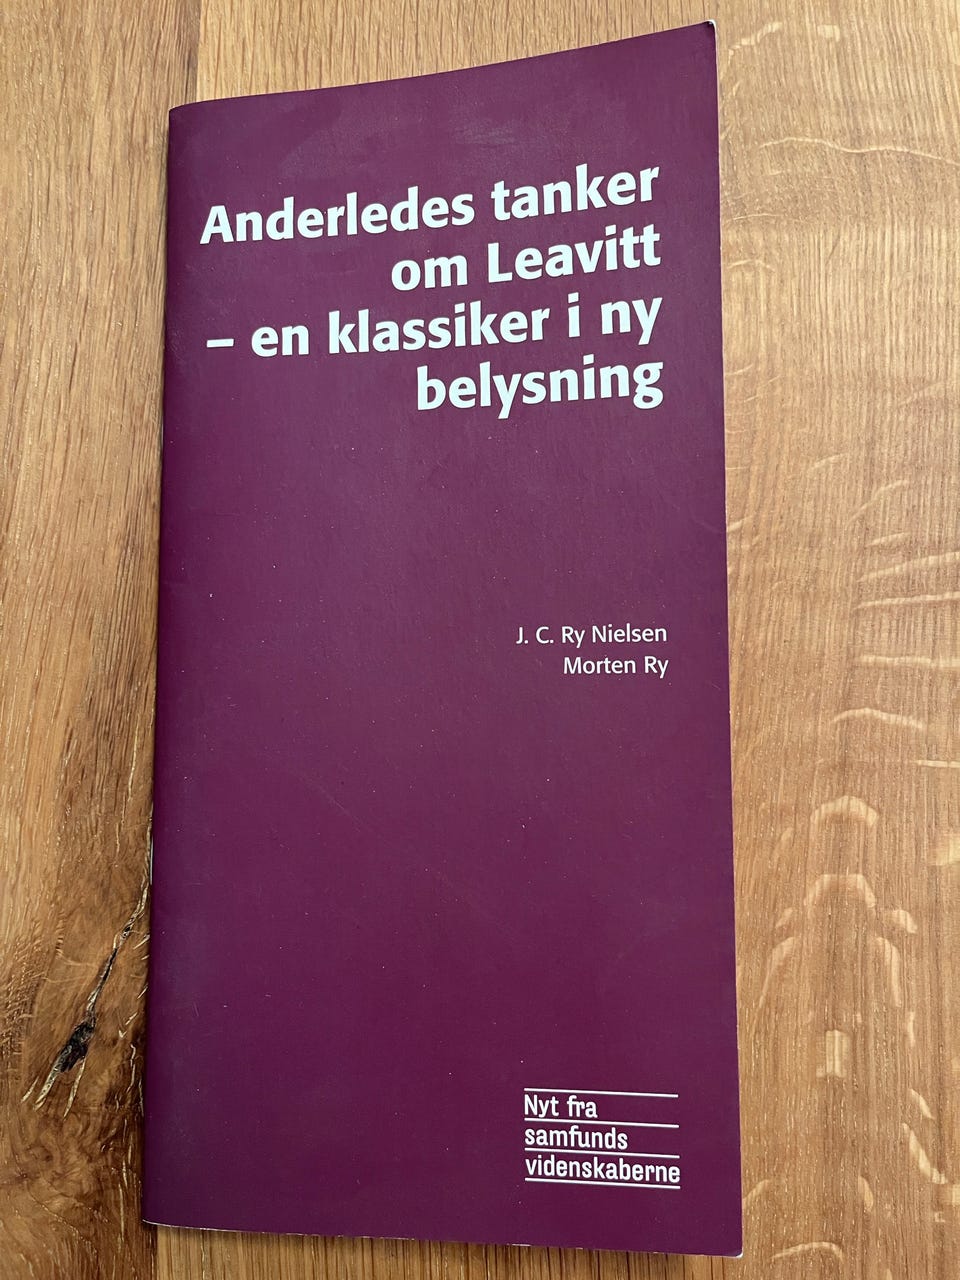 Anderledes tanker
om Leavitt
– en klassiker i ny
belysning
J. C. Ry Nielsen
Morten Ry
Nyt fra
samfunds
videnskaberne